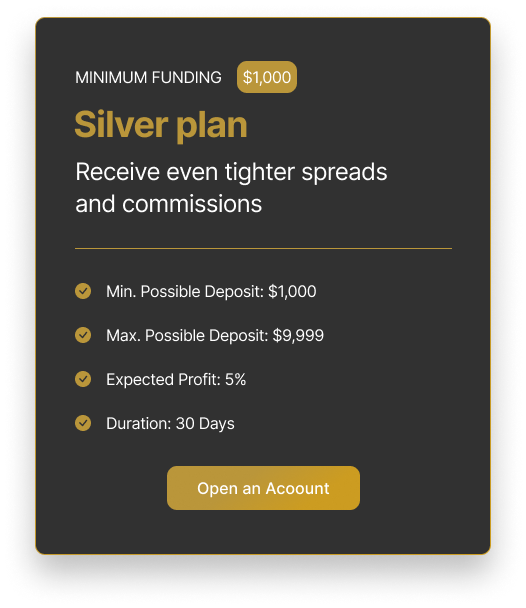 MINIMUM FUNDING $1,000
Silver plan
Receive even tighter spreads
and commissions
Min. Possible Deposit: $1,000
Max. Possible Deposit: $9,999
Expected Profit: 5%
Duration: 30 Days
Open an Acoount